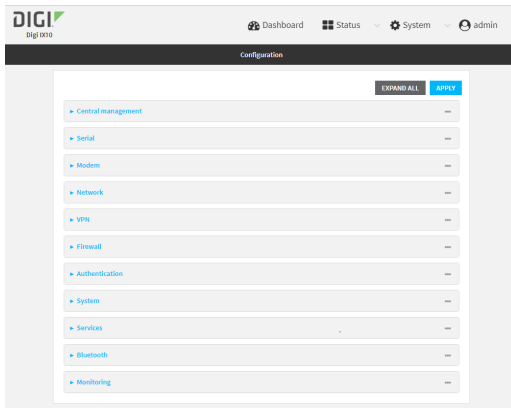 DIGI
Digi IX10
Dashboard
Status
System
admin
Configuration
EXPAND ALL
APPLY
Central management
Serial
Modem
Network
VPN
Firewall
Authentication
System
Services
Bluetooth
Monitoring